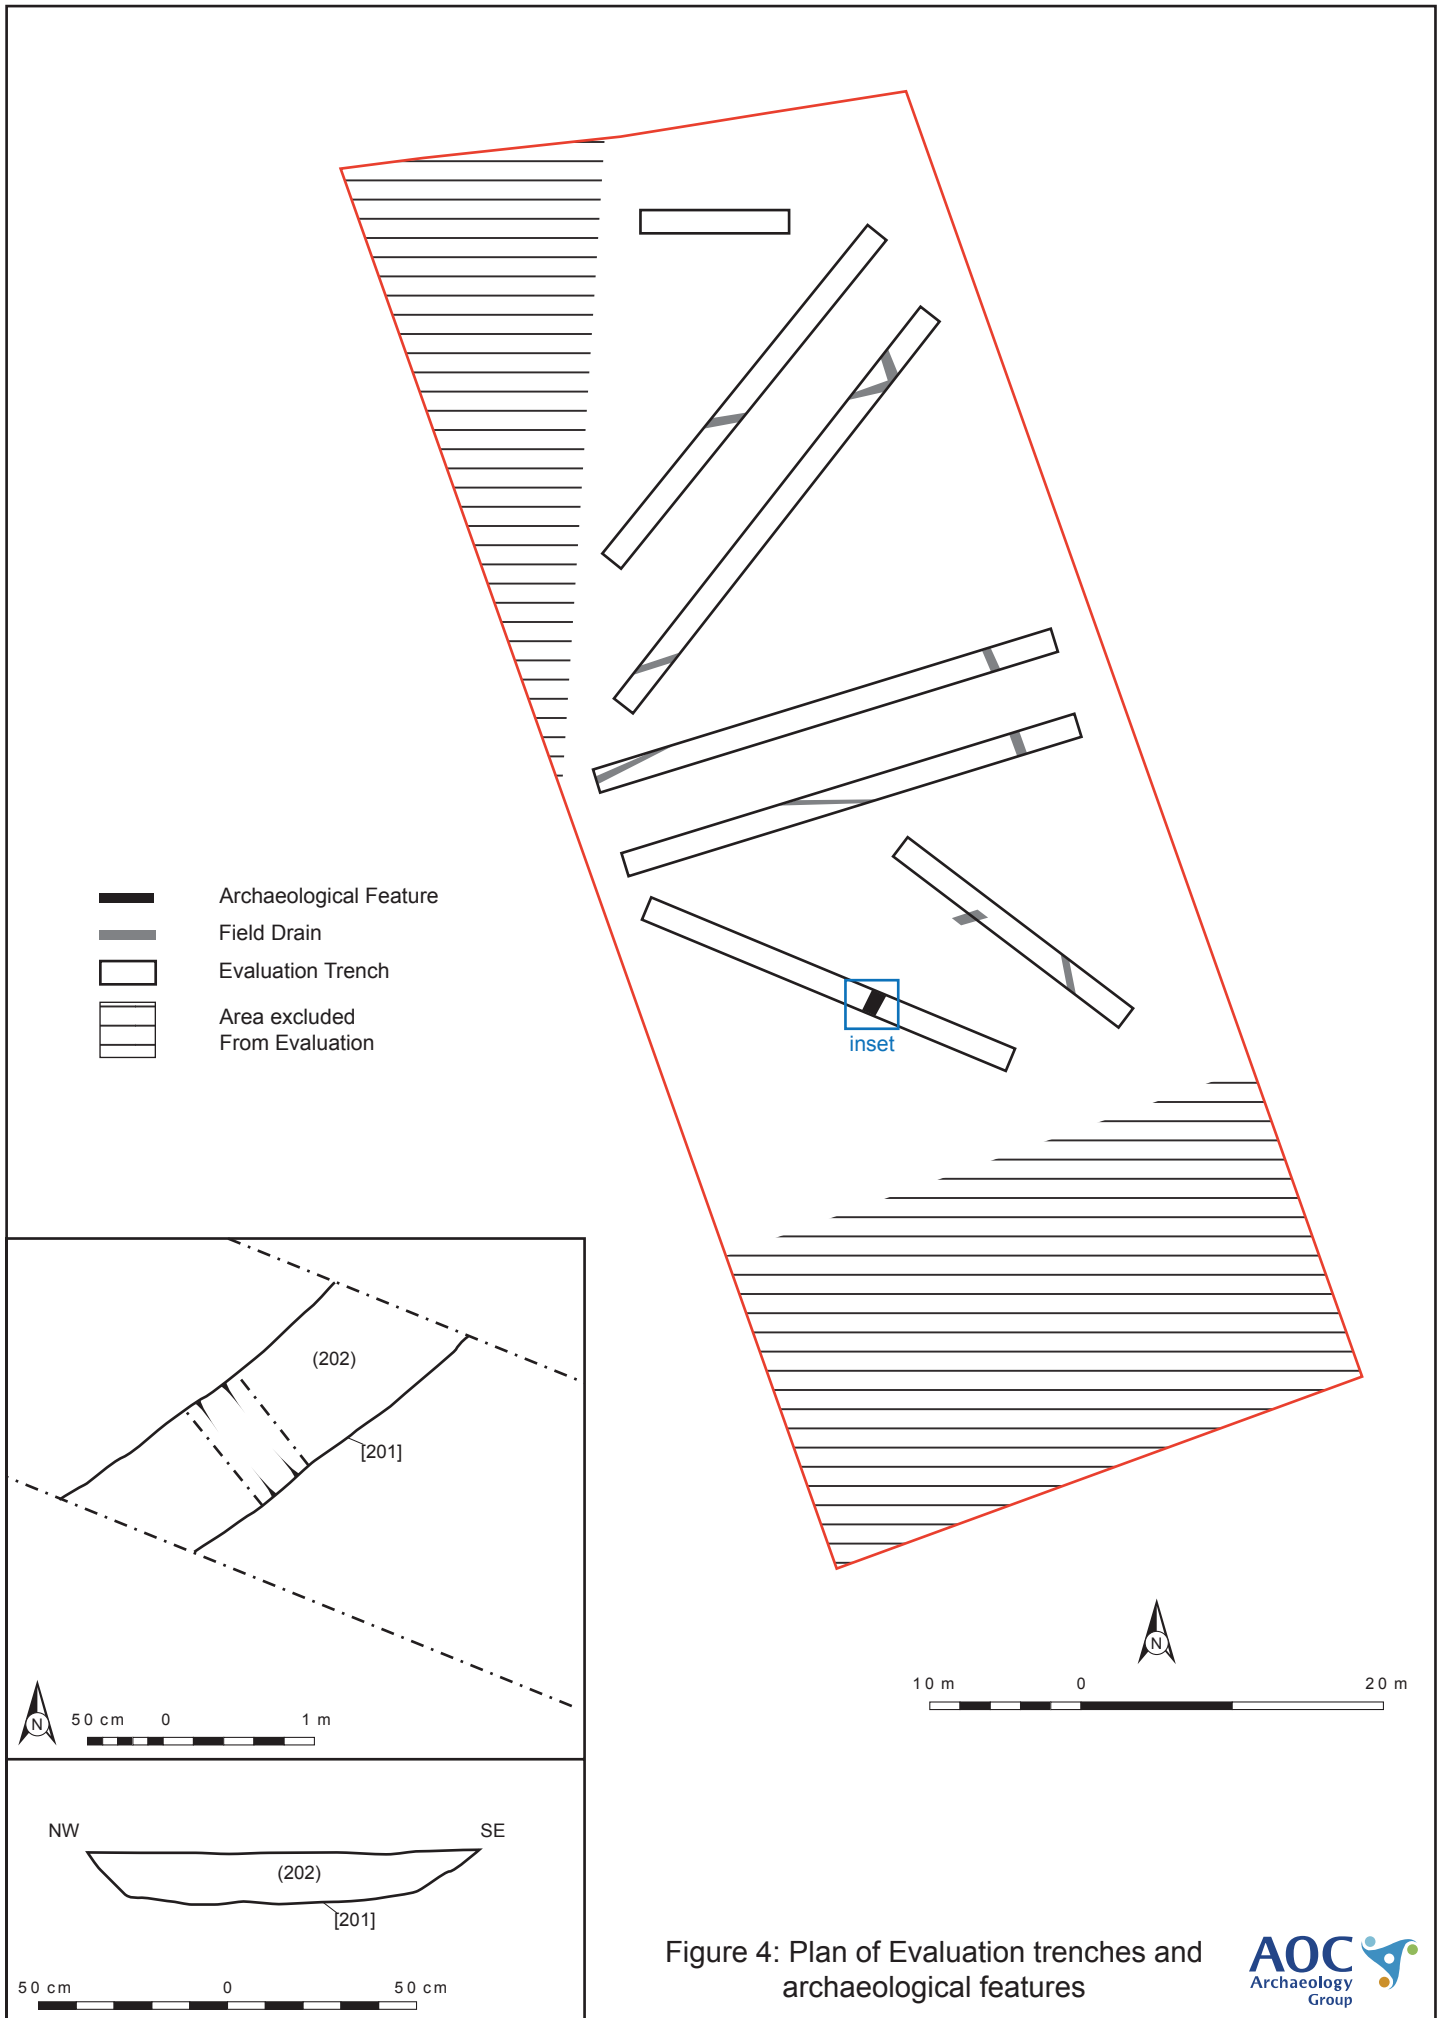 Archaeological Feature
Field Drain
Evaluation Trench
Area excluded
From Evaluation
inset
(202)
[201]
N
50 cm 0 1 m
N
10 m 0 20 m
NW SE
(202)
[201]
50 cm 0 50 cm
Figure 4: Plan of Evaluation trenches and
archaeological features
AOC
Archaeology
Group